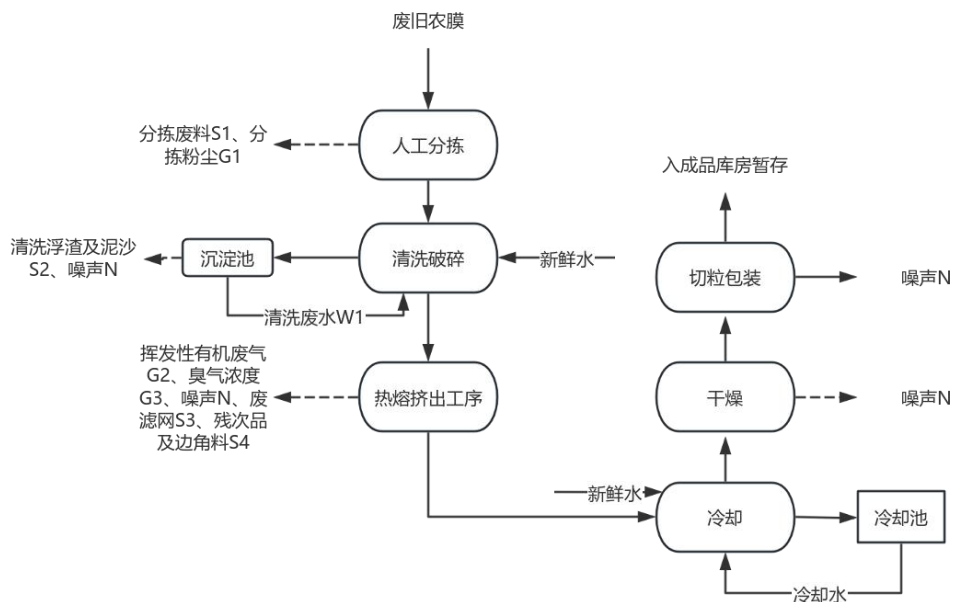 废旧农膜
人工分拣
分拣废料S1、分
拣粉尘G1
清洗破碎
新鲜水
沉淀池
清洗浮渣及泥沙
S2、噪声N
清洗废水W1
热熔挤出工序
挥发性有机废气
G2、臭气浓度
G3、噪声N、废
滤网S3、残次品
及边角料S4
入成品库房暂存
切粒包装
噪声N
干燥
噪声N
新鲜水
冷却
冷却池
冷却水